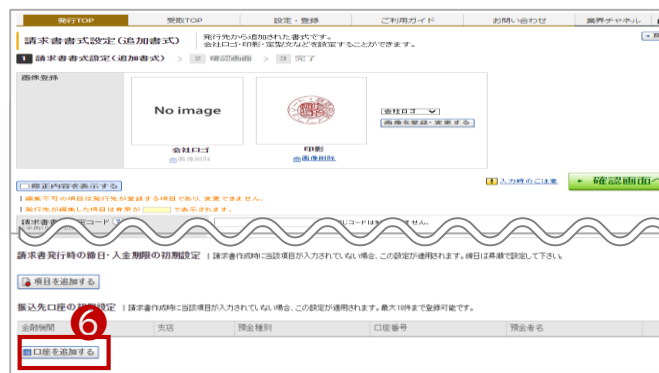 発行TOP 受取TOP 設定・登録 ご利用ガイド お問い合わせ 業界チャネル
請求書書式設定(追加書式) 発行先から追加された書式です。
会社ロゴ・印影・定型文などを設定することができます。
1 請求書書式設定(追加書式) > 2 確認画面 > 3 完了
画像登録
No image
会社ロゴ
画像を登録・変更する
会社ロゴ 印影
画像削除 画像削除
修正内容を表示する
! 入力時のご注意
確認画面へ
編集不可の項目は発行先が登録する項目であり、変更できません。
発行先が編集した項目は背景が で表示されます。
請求書発行時の締日・入金期限の初期設定 | 請求書作成時に当該項目が入力されていない場合、この設定が適用されます。締日は昇順で設定して下さい。
項目を追加する
振込先口座の初期設定 | 請求書作成時に当該項目が入力されていない場合、この設定が適用されます。最大10件まで登録可能です。
金融機関 支店 預金種別 口座番号 預金者名
6
口座を追加する